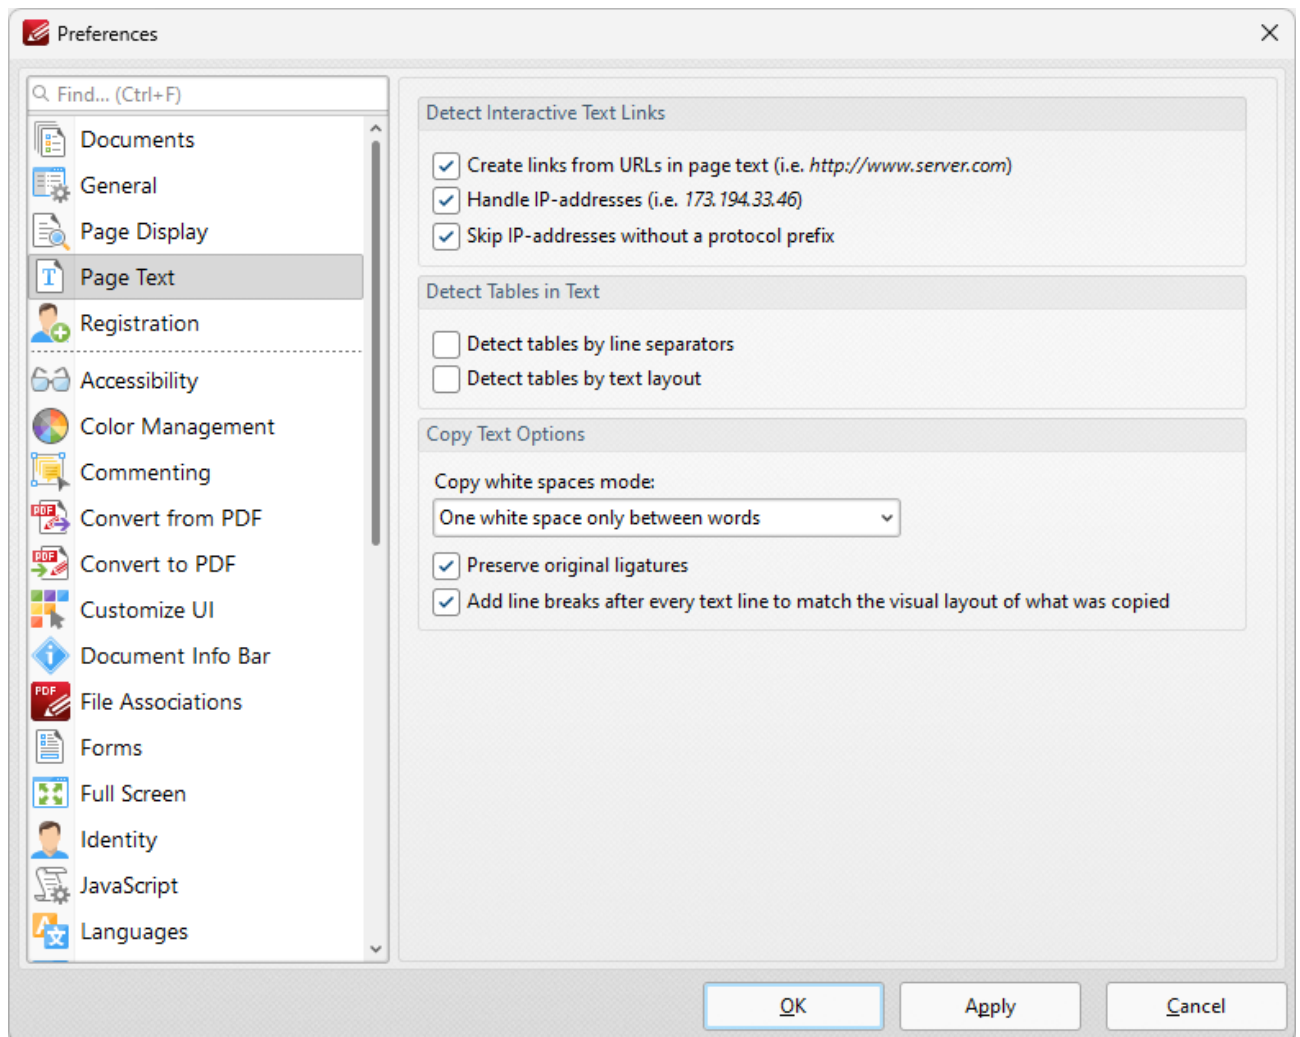 Preferences
Find... (Ctrl+F)
Documents
General
Page Display
Page Text
Registration
Accessibility
Color Management
Commenting
Convert from PDF
Convert to PDF
Customize UI
Document Info Bar
File Associations
Forms
Full Screen
Identity
JavaScript
Languages
Detect Interactive Text Links
Create links from URLs in page text (i.e. http://www.server.com)
Handle IP-addresses (i.e. 173.194.33.46)
Skip IP-addresses without a protocol prefix
Detect Tables in Text
Detect tables by line separators
Detect tables by text layout
Copy Text Options
Copy white spaces mode:
One white space only between words
Preserve original ligatures
Add line breaks after every text line to match the visual layout of what was copied
OK
Apply
Cancel